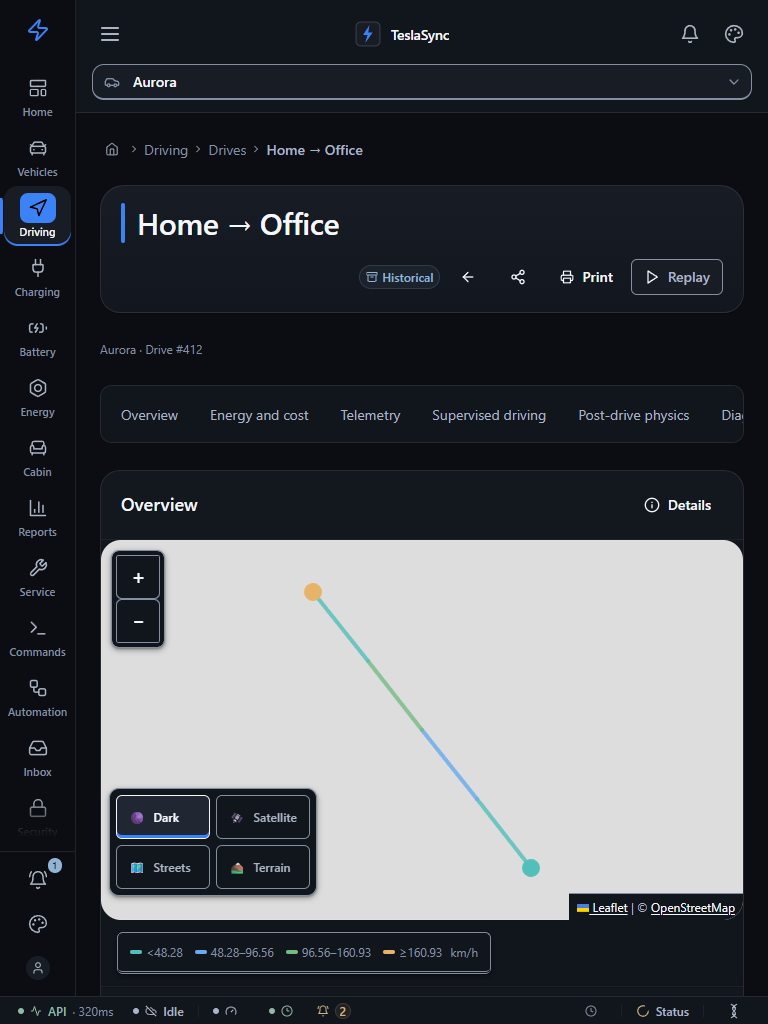 TeslaSync
Aurora
Home
Vehicles
Driving
Charging
Battery
Energy
Cabin
Reports
Service
Commands
Automation
Inbox
Security
1
Driving
Drives
Home → Office
Home → Office
Historical
Print
Replay
Aurora · Drive #412
Overview
Energy and cost
Telemetry
Supervised driving
Post-drive physics
Dia
Overview
Details
+
−
Dark
Satellite
Streets
Terrain
Leaflet | © OpenStreetMap
<48.28 48.28–96.56 96.56–160.93 ≥160.93 km/h
API · 320ms
Idle
2
Status